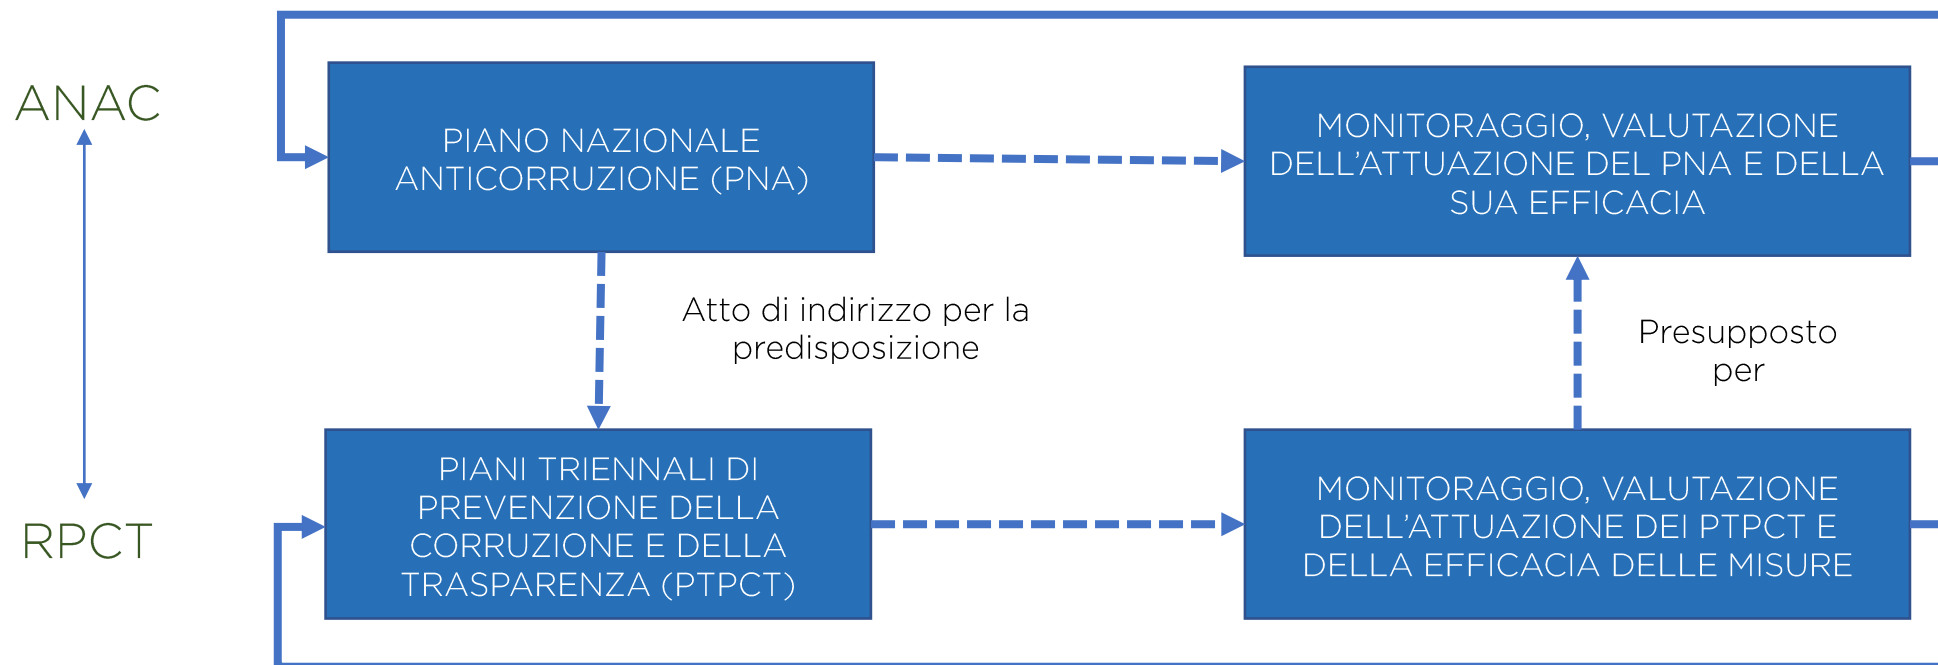 ANAC
PIANO NAZIONALE
ANTICORRUZIONE (PNA)
MONITORAGGIO, VALUTAZIONE
DELL'ATTUAZIONE DEL PNA E DELLA
SUA EFFICACIA
Atto di indirizzo per la
predisposizione
Presupposto
per
RPCT
PIANI TRIENNALI DI
PREVENZIONE DELLA
CORRUZIONE E DELLA
TRASPARENZA (PTPCT)
MONITORAGGIO, VALUTAZIONE
DELL'ATTUAZIONE DEI PTPCT E
DELLA EFFICACIA DELLE MISURE